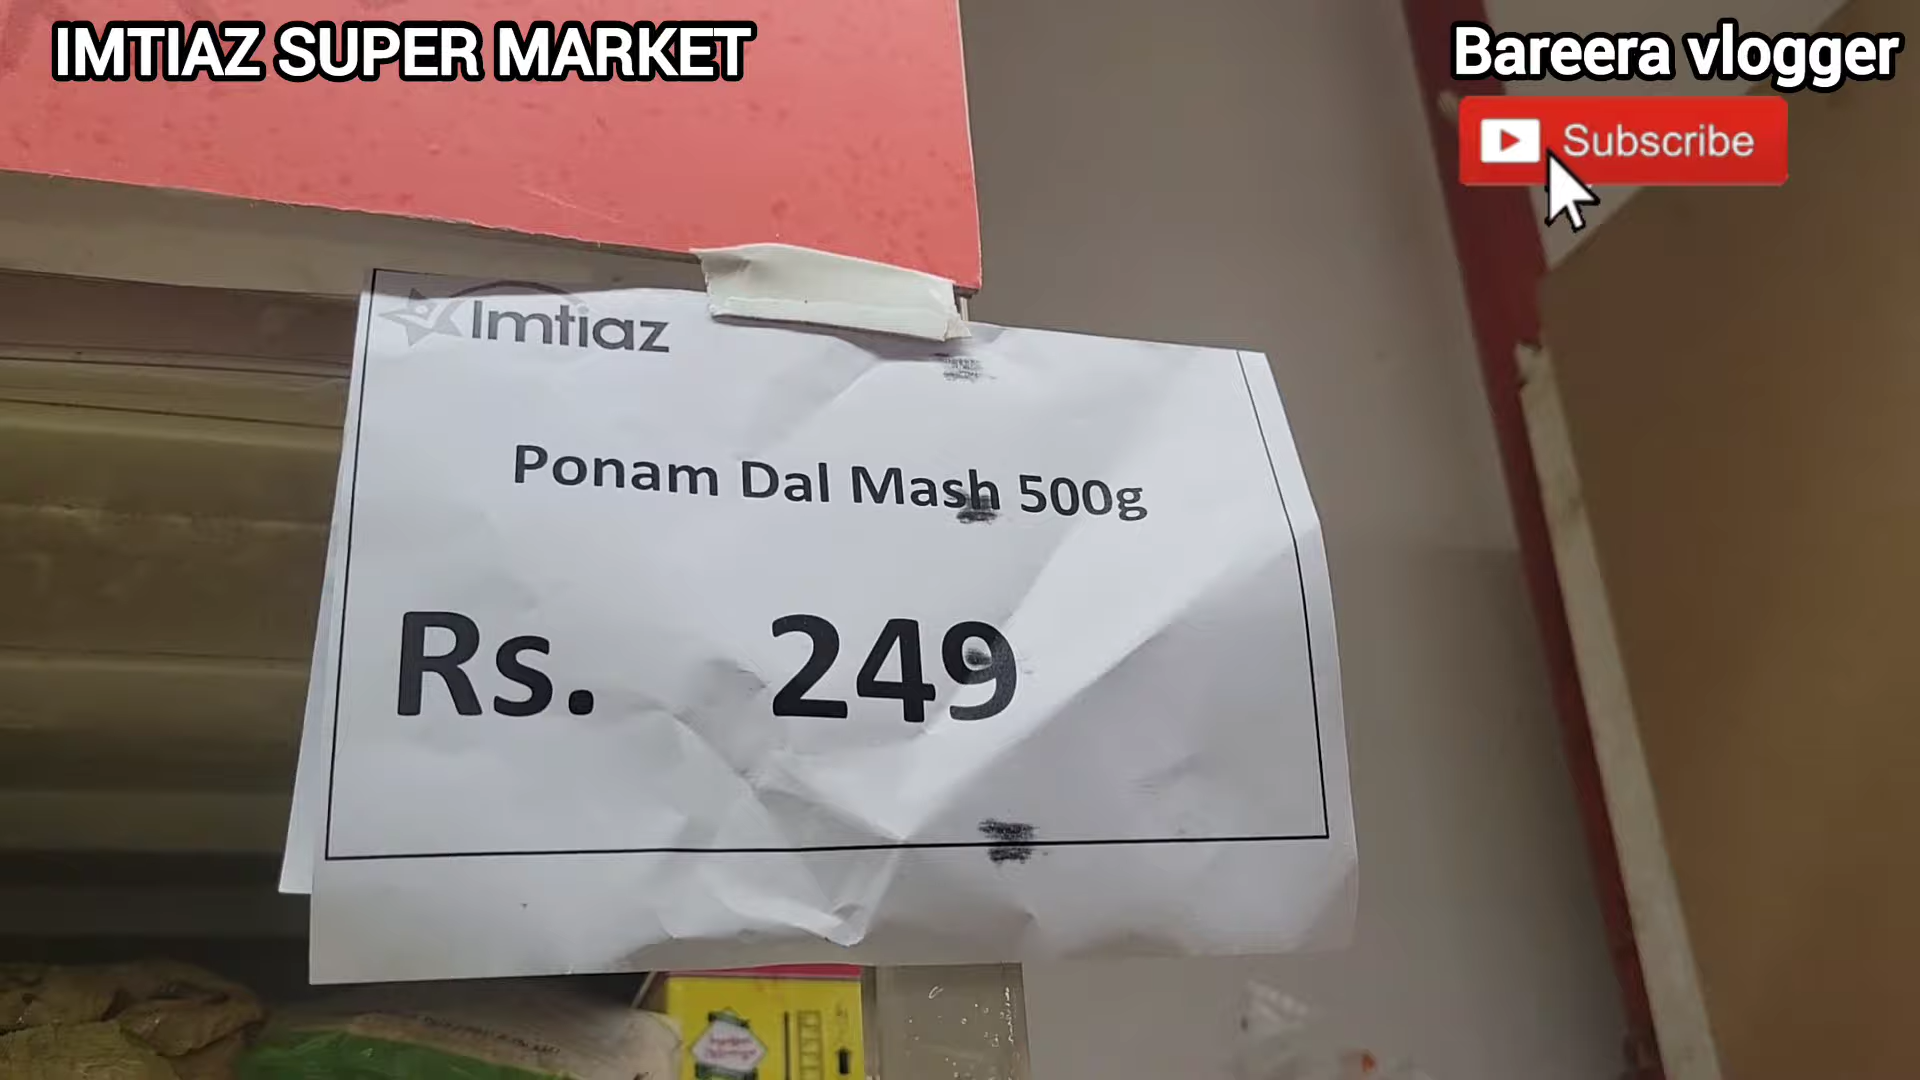 IMTIAZ SUPER MARKET
Bareera vlogger
Subscribe
Imtiaz
Ponam Dal Mash 500g
Rs. 249